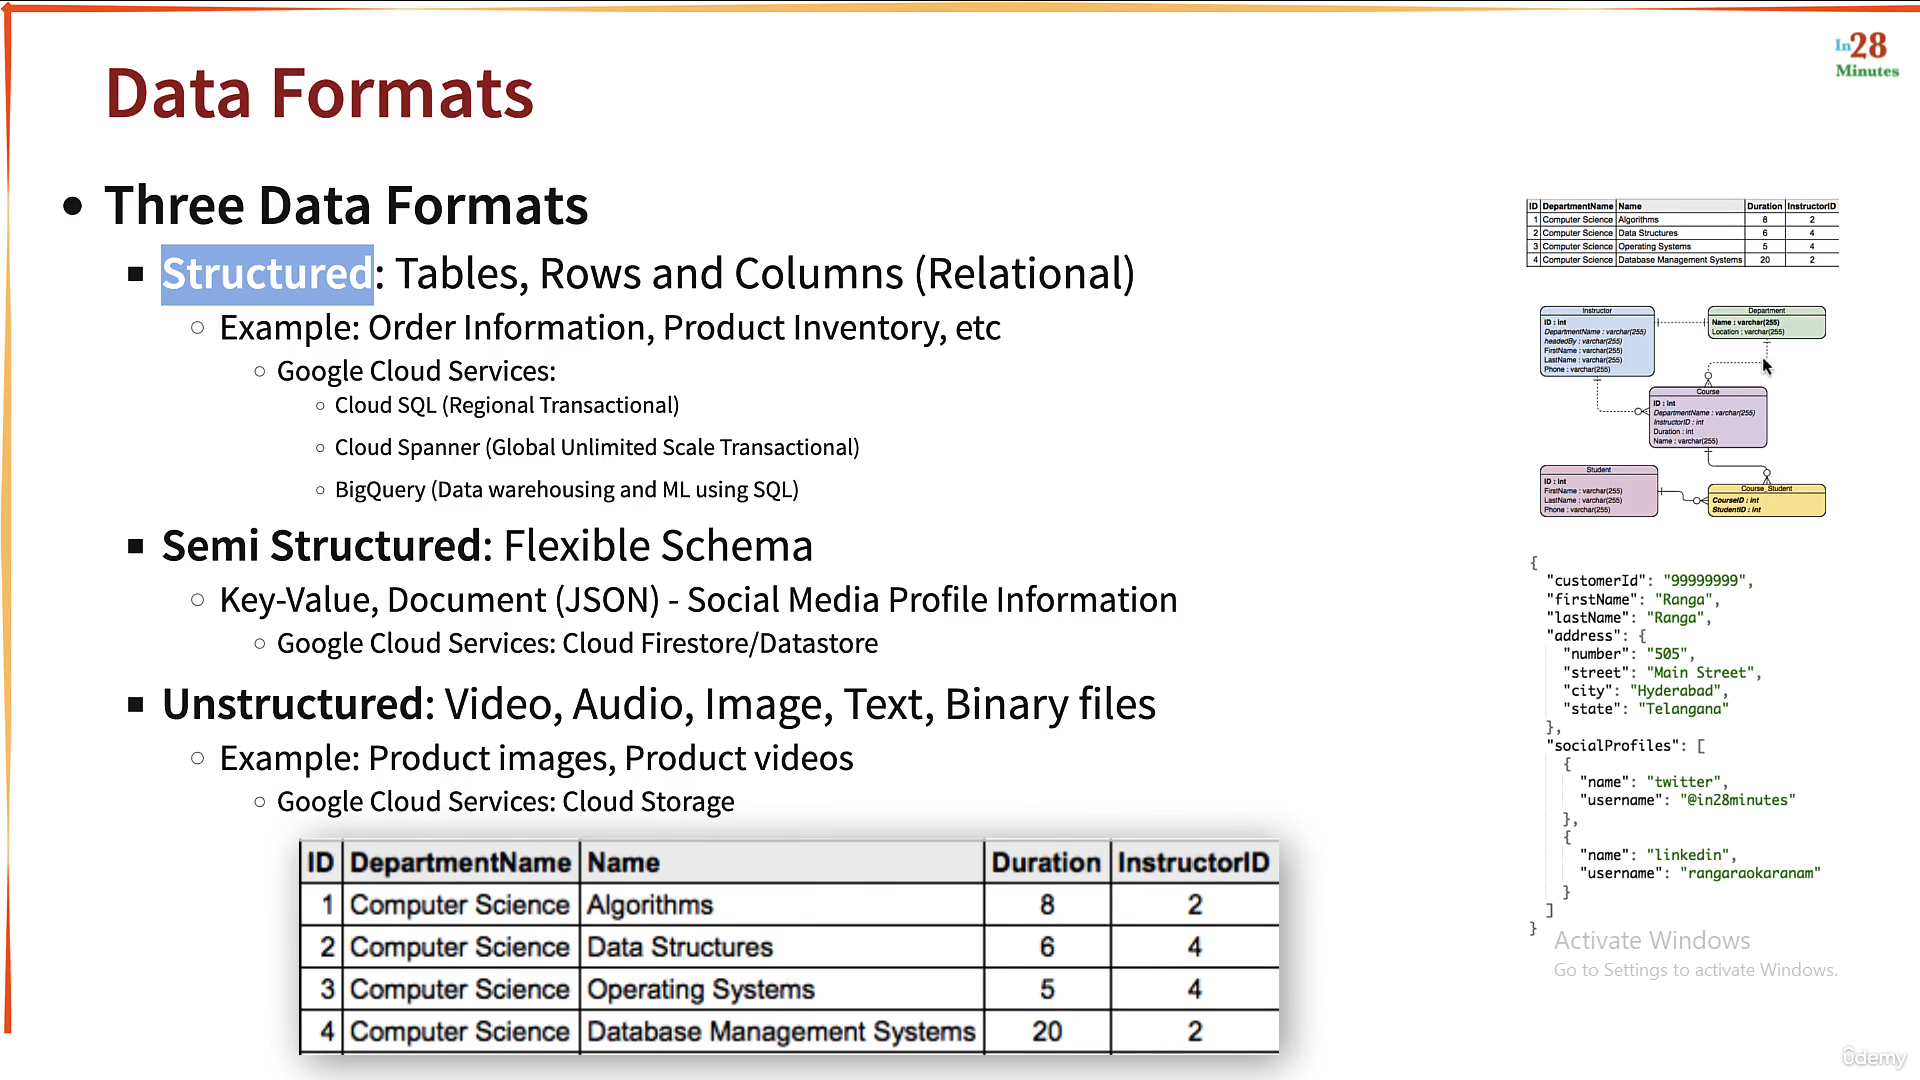 In28
Minutes
Data Formats
Three Data Formats
Structured: Tables, Rows and Columns (Relational)
Example: Order Information, Product Inventory, etc
Google Cloud Services:
Cloud SQL (Regional Transactional)
Cloud Spanner (Global Unlimited Scale Transactional)
BigQuery (Data warehousing and ML using SQL)
Semi Structured: Flexible Schema
Key-Value, Document (JSON) - Social Media Profile Information
Google Cloud Services: Cloud Firestore/Datastore
Unstructured: Video, Audio, Image, Text, Binary files
Example: Product images, Product videos
Google Cloud Services: Cloud Storage
ID DepartmentName Name Duration InstructorID
1 Computer Science Algorithms 8 2
2 Computer Science Data Structures 6 4
3 Computer Science Operating Systems 5 4
4 Computer Science Database Management Systems 20 2
ID DepartmentName Name Duration InstructorID
1 Computer Science Algorithms 8 2
2 Computer Science Data Structures 6 4
3 Computer Science Operating Systems 5 4
4 Computer Science Database Management Systems 20 2
Instructor
ID : int
DepartmentName : varchar(255)
headedBy : varchar(255)
FirstName : varchar(255)
LastName : varchar(255)
Phone : varchar(255)
Department
Name : varchar(255)
Location : varchar(255)
Course
ID : int
DepartmentName : varchar(255)
InstructorID : int
Duration : int
Name : varchar(255)
Student
ID : int
FirstName : varchar(255)
LastName : varchar(255)
Phone : varchar(255)
Course_Student
CourseID : int
StudentID : int
{
"customerId": "99999999",
"firstName": "Ranga",
"lastName": "Ranga",
"address": {
"number": "505",
"street": "Main Street",
"city": "Hyderabad",
"state": "Telangana"
},
"socialProfiles": [
{
"name": "twitter",
"username": "@in28minutes"
},
{
"name": "linkedin",
"username": "rangaraokaranam"
}
]
}
Activate Windows
Go to Settings to activate Windows.
ûdemy